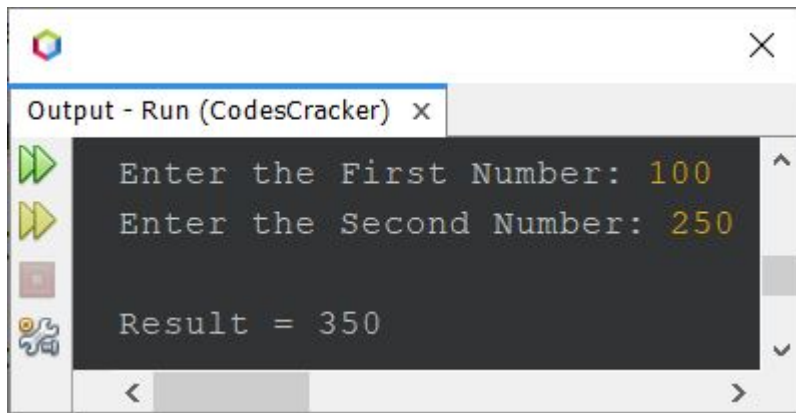 Output - Run (CodesCracker)
Enter the First Number: 100
Enter the Second Number: 250
Result = 350